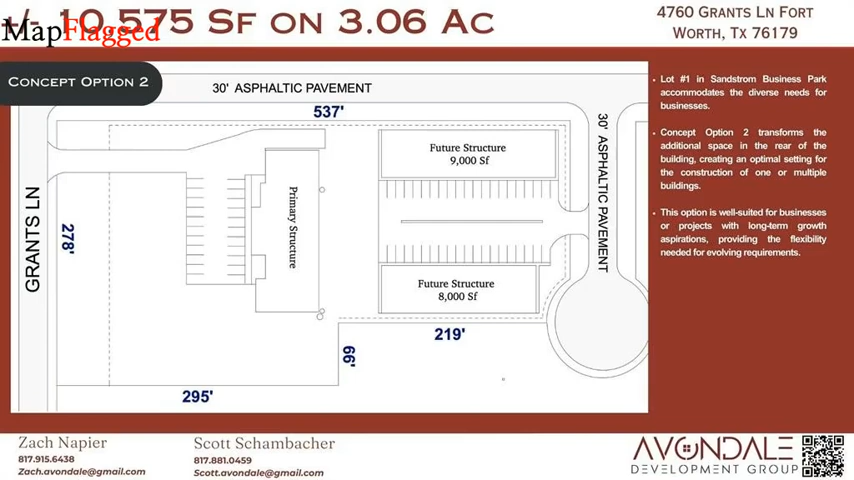 +/- 10,575 SF ON 3.06 AC
MapFlagged
4760 GRANTS LN FORT
WORTH, TX 76179
CONCEPT OPTION 2
30' ASPHALTIC PAVEMENT
537'
Future Structure
9,000 Sf
30' ASPHALTIC PAVEMENT
GRANTS LN
278'
Primary Structure
Future Structure
8,000 Sf
219'
66'
295'
• Lot #1 in Sandstrom Business Park
accommodates the diverse needs for
businesses.
• Concept Option 2 transforms the
additional space in the rear of the
building, creating an optimal setting for
the construction of one or multiple
buildings.
• This option is well-suited for businesses
or projects with long-term growth
aspirations, providing the flexibility
needed for evolving requirements.
Zach Napier
817.915.6438
Zach.avondale@gmail.com
Scott Schambacher
817.881.0459
Scott.avondale@gmail.com
AVONDALE
DEVELOPMENT GROUP